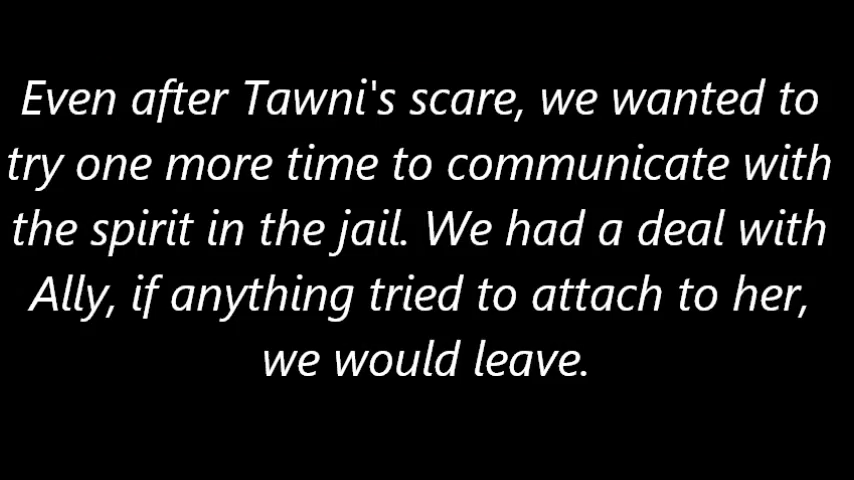 Even after Tawni's scare, we wanted to
try one more time to communicate with
the spirit in the jail. We had a deal with
Ally, if anything tried to attach to her,
we would leave.